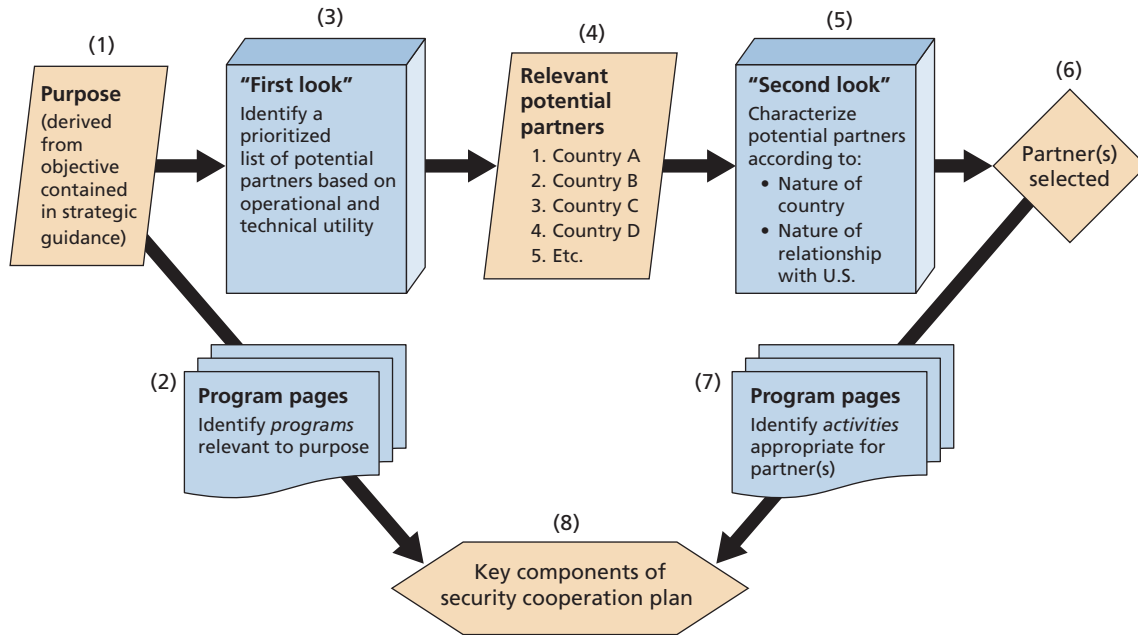 (1)
Purpose
(derived
from
objective
contained
in strategic
guidance)
(2)
Program pages
Identify programs
relevant to purpose
(3)
"First look"
Identify a
prioritized
list of potential
partners based on
operational and
technical utility
(4)
Relevant
potential
partners
1. Country A
2. Country B
3. Country C
4. Country D
5. Etc.
(5)
"Second look"
Characterize
potential partners
according to:
• Nature of
country
• Nature of
relationship
with U.S.
(6)
Partner(s)
selected
(7)
Program pages
Identify activities
appropriate for
partner(s)
(8)
Key components of
security cooperation plan